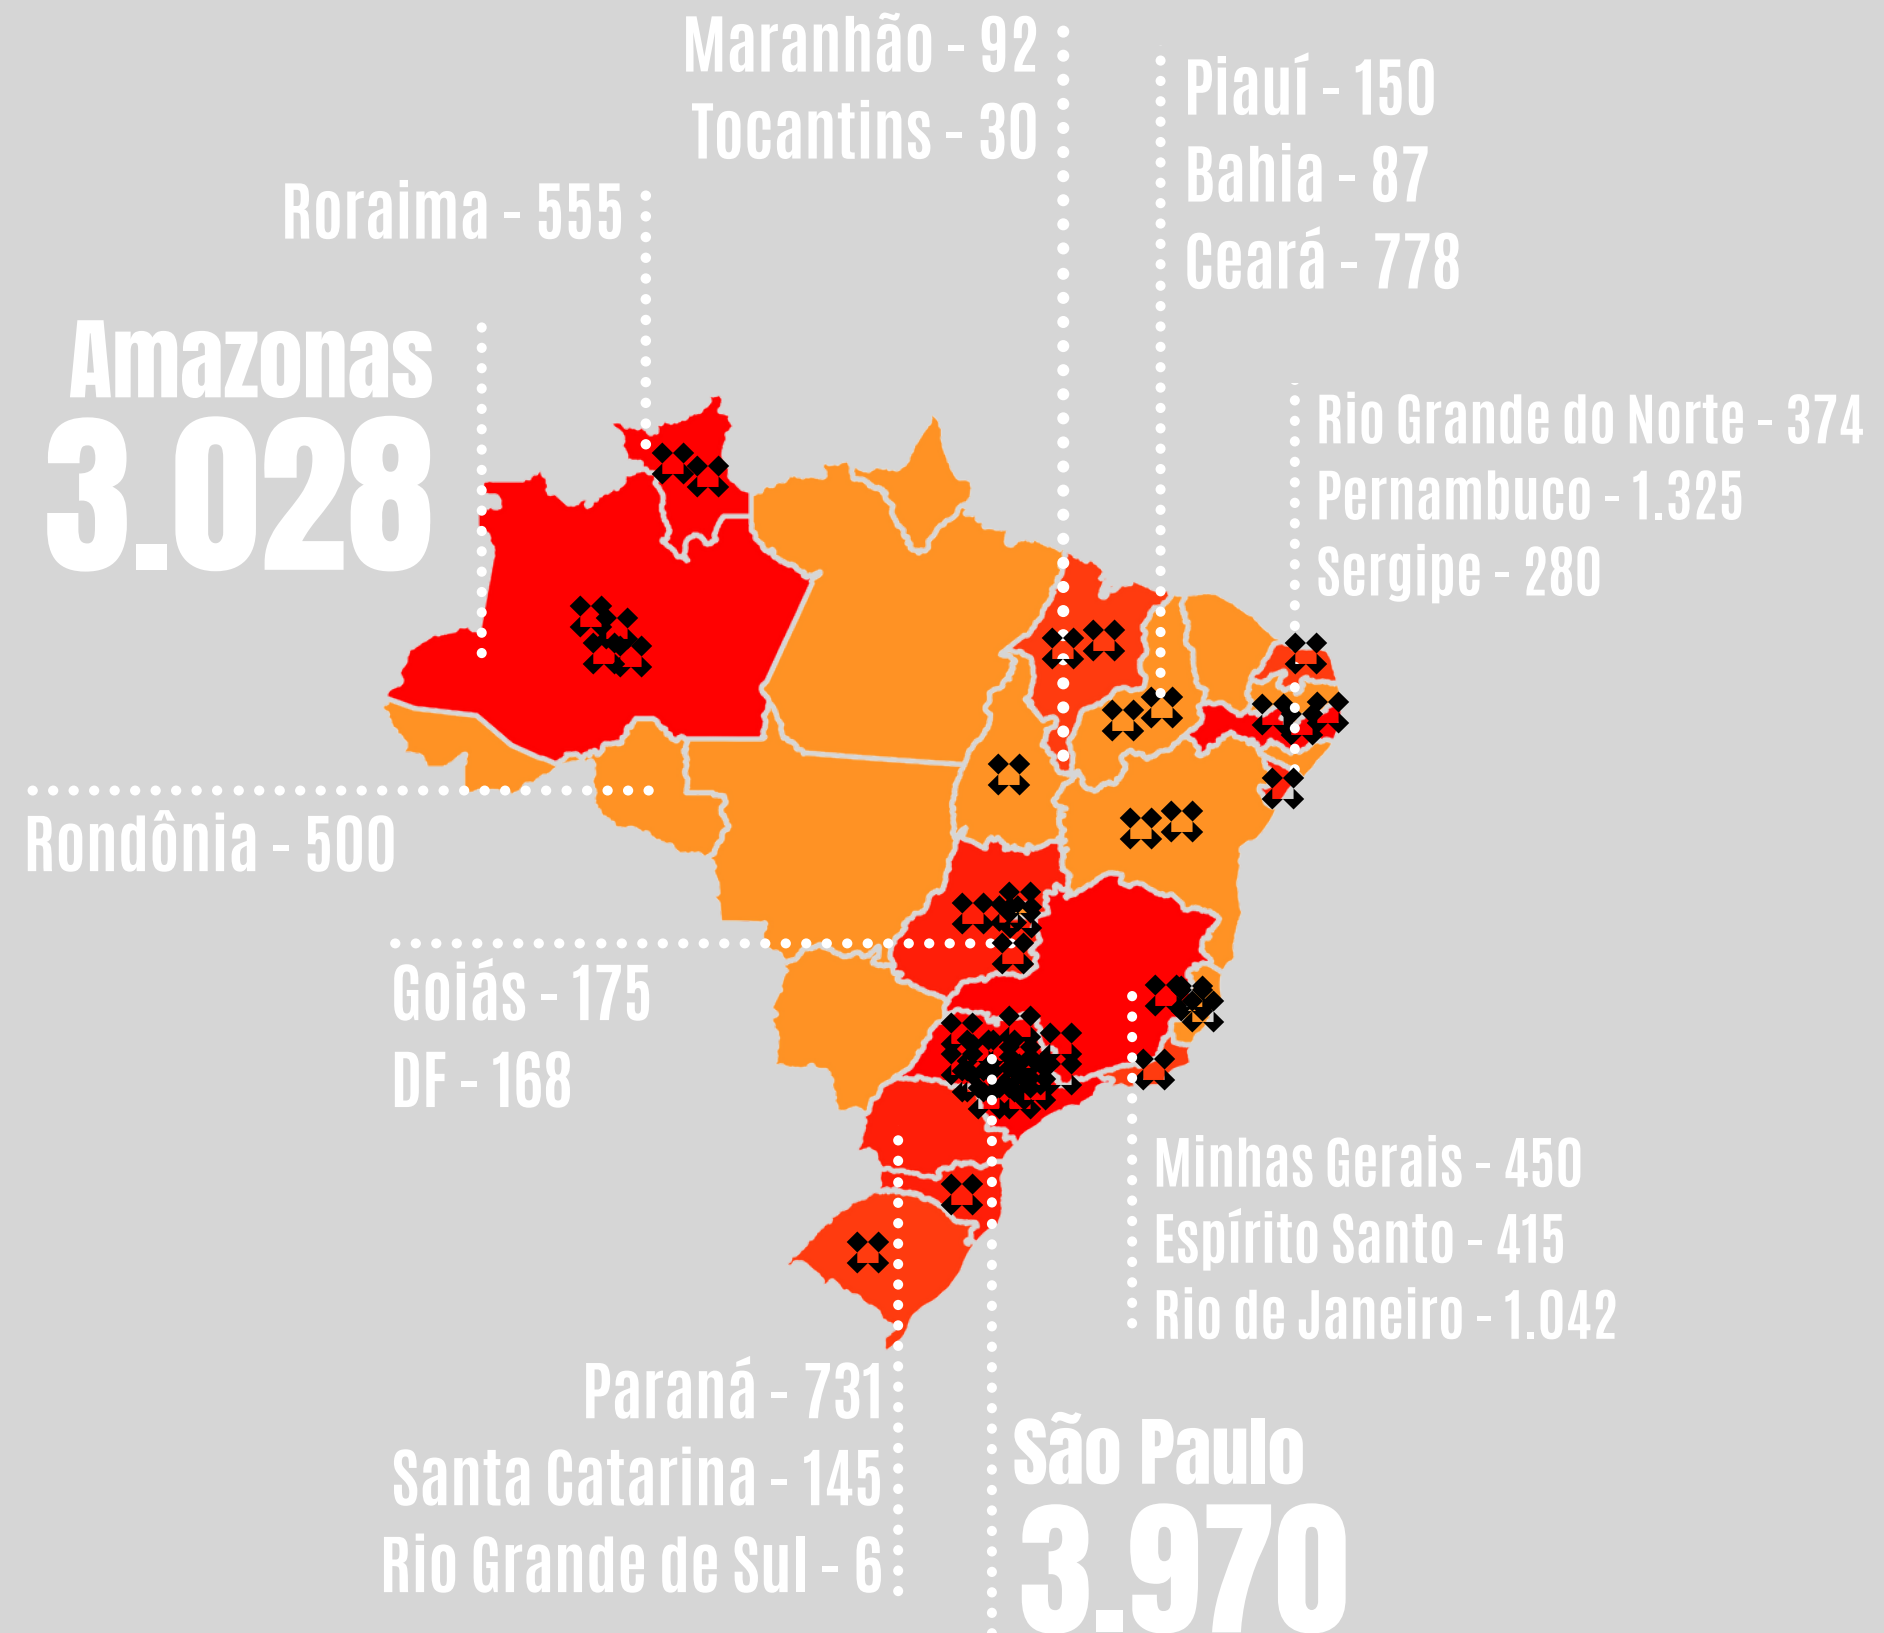 Maranhão - 92
Tocantins - 30
Piauí - 150
Bahia - 87
Ceará - 778
Roraima - 555
Amazonas
3.028
Rio Grande do Norte - 374
Pernambuco - 1.325
Sergipe - 280
Rondônia - 500
Goiás - 175
DF - 168
Minhas Gerais - 450
Espírito Santo - 415
Rio de Janeiro - 1.042
Paraná - 731
Santa Catarina - 145
Rio Grande de Sul - 6
São Paulo
3.970